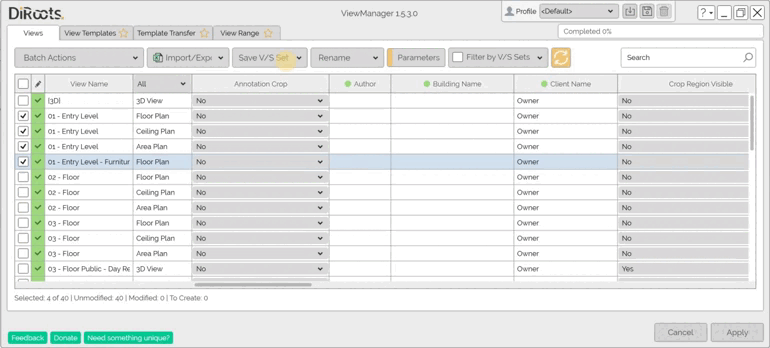 DiRoots.
ViewManager 1.5.3.0
Profile <Default>
? -
Completed 0%
Views View Templates Template Transfer View Range
Batch Actions Import/Expo Save V/S Set Rename Parameters Filter by V/S Sets Search
View Name All Annotation Crop Author Building Name Client Name Crop Region Visible
{3D} 3D View No Owner No
01 - Entry Level Floor Plan No Owner No
01 - Entry Level Ceiling Plan No Owner No
01 - Entry Level Area Plan No Owner No
01 - Entry Level - Furnitur Floor Plan No Owner No
02 - Floor Floor Plan No Owner No
02 - Floor Ceiling Plan No Owner No
02 - Floor Area Plan No Owner No
03 - Floor Floor Plan No Owner No
03 - Floor Ceiling Plan No Owner No
03 - Floor Area Plan No Owner No
03 - Floor Public - Day Re 3D View No Owner Yes
Selected: 4 of 40 | Unmodified: 40 | Modified: 0 | To Create: 0
Feedback Donate Need something unique? Cancel Apply